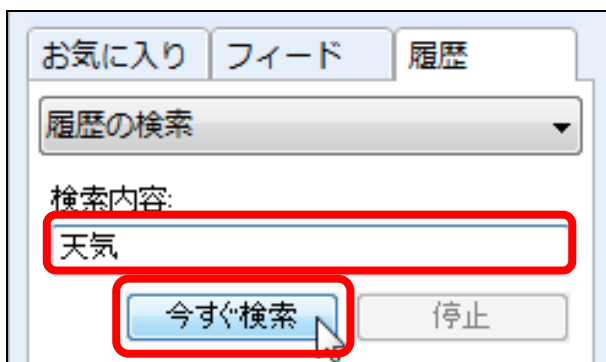 お気に入り フィード 履歴
履歴の検索
検索内容:
天気
今すぐ検索 停止